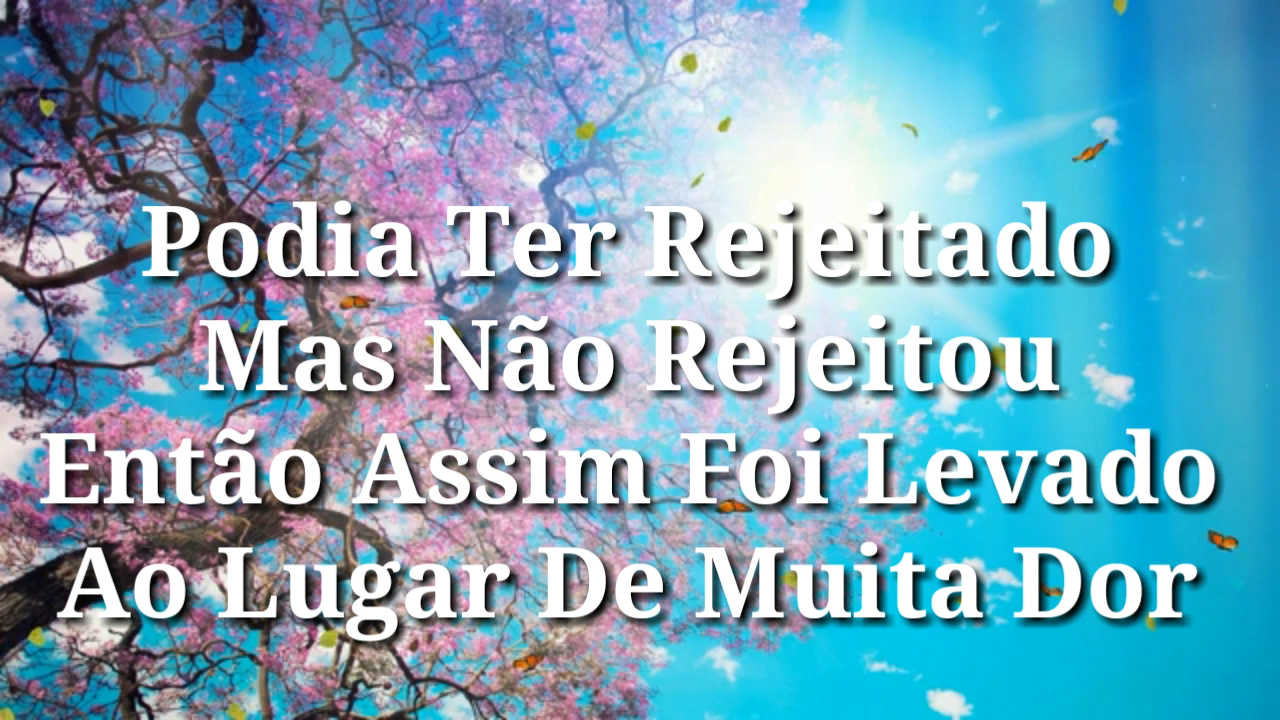 Podia Ter Rejeitado
Mas Não Rejeitou
Então Assim Foi Levado
Ao Lugar De Muita Dor